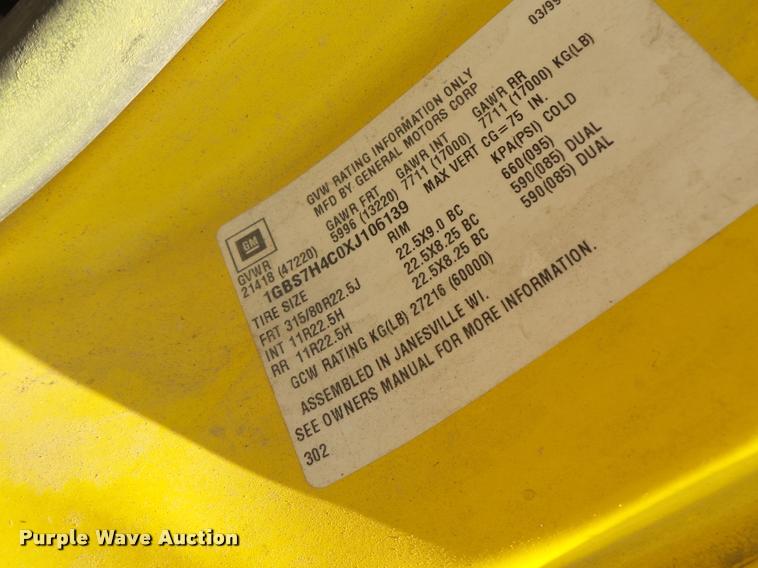 03/99
GVW RATING INFORMATION ONLY
MFD BY GENERAL MOTORS CORP
GM
GVWR GAWR FRT GAWR INT GAWR RR
21418 (47220) 5996 (13220) 7711 (17000) 7711 (17000) KG(LB)
1GBS7H4C0XJ106139 MAX VERT CG= 75 IN.
TIRE SIZE RIM KPA(PSI) COLD
FRT 315/80R22.5J 22.5X9.0 BC 660(095)
INT 11R22.5H 22.5X8.25 BC 590(085) DUAL
RR 11R22.5H 22.5X8.25 BC 590(085) DUAL
GCW RATING KG(LB) 27216 (60000)
ASSEMBLED IN JANESVILLE WI.
SEE OWNERS MANUAL FOR MORE INFORMATION.
302
Purple Wave Auction